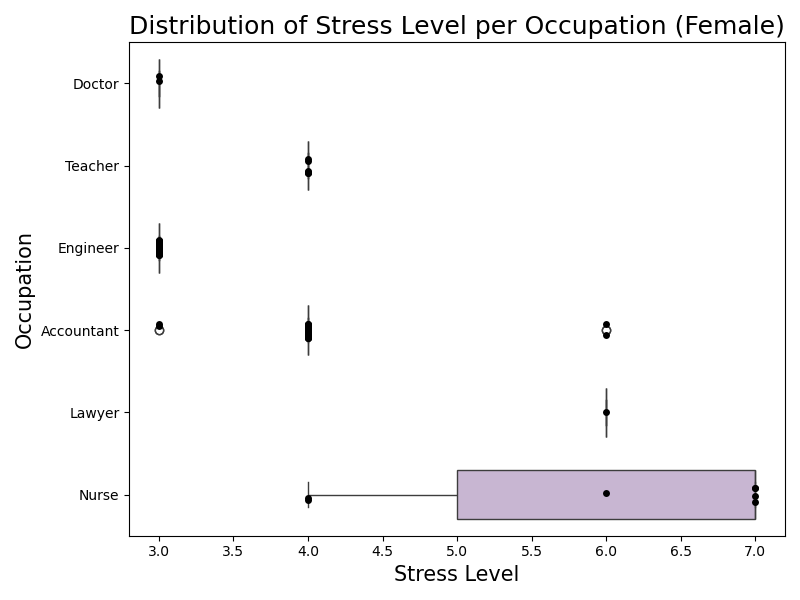 Distribution of Stress Level per Occupation (Female)
Occupation
Doctor
Teacher
Engineer
Accountant
Lawyer
Nurse
3.0 3.5 4.0 4.5 5.0 5.5 6.0 6.5 7.0
Stress Level